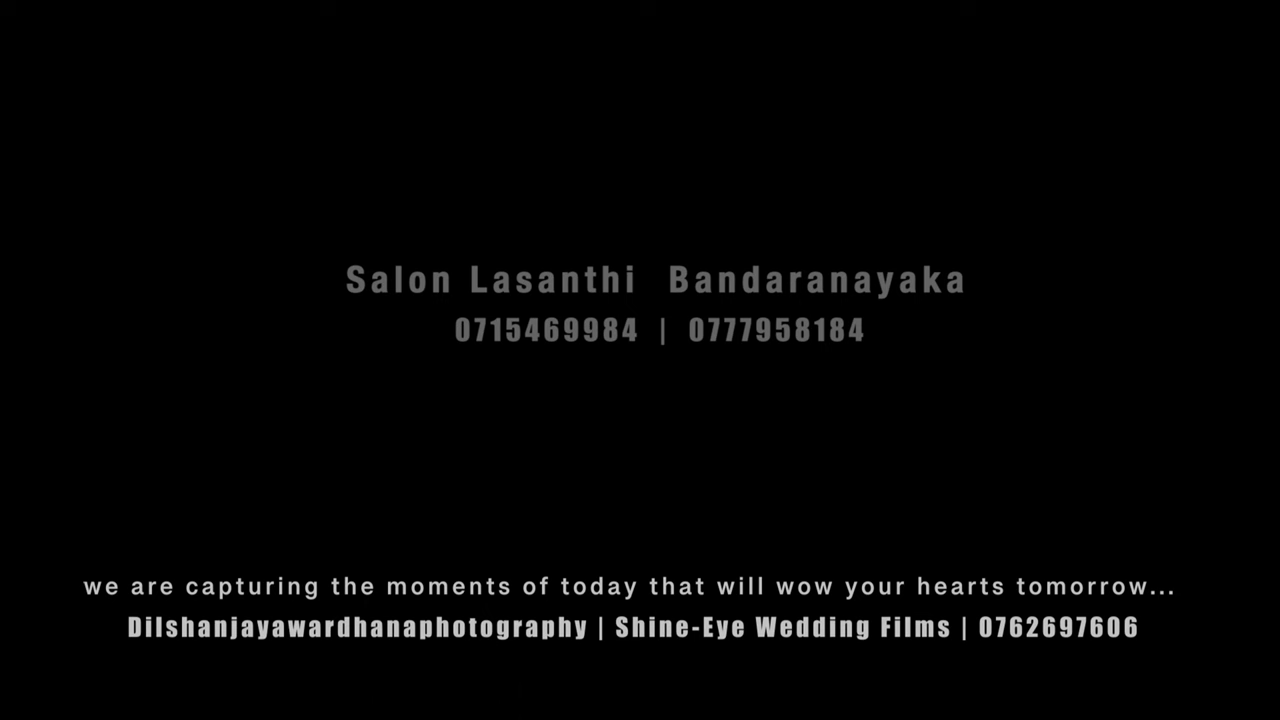 Salon Lasanthi Bandaranayaka
0715469984 | 0777958184
we are capturing the moments of today that will wow your hearts tomorrow...
Dilshanjayawardhanaphotography | Shine-Eye Wedding Films | 0762697606